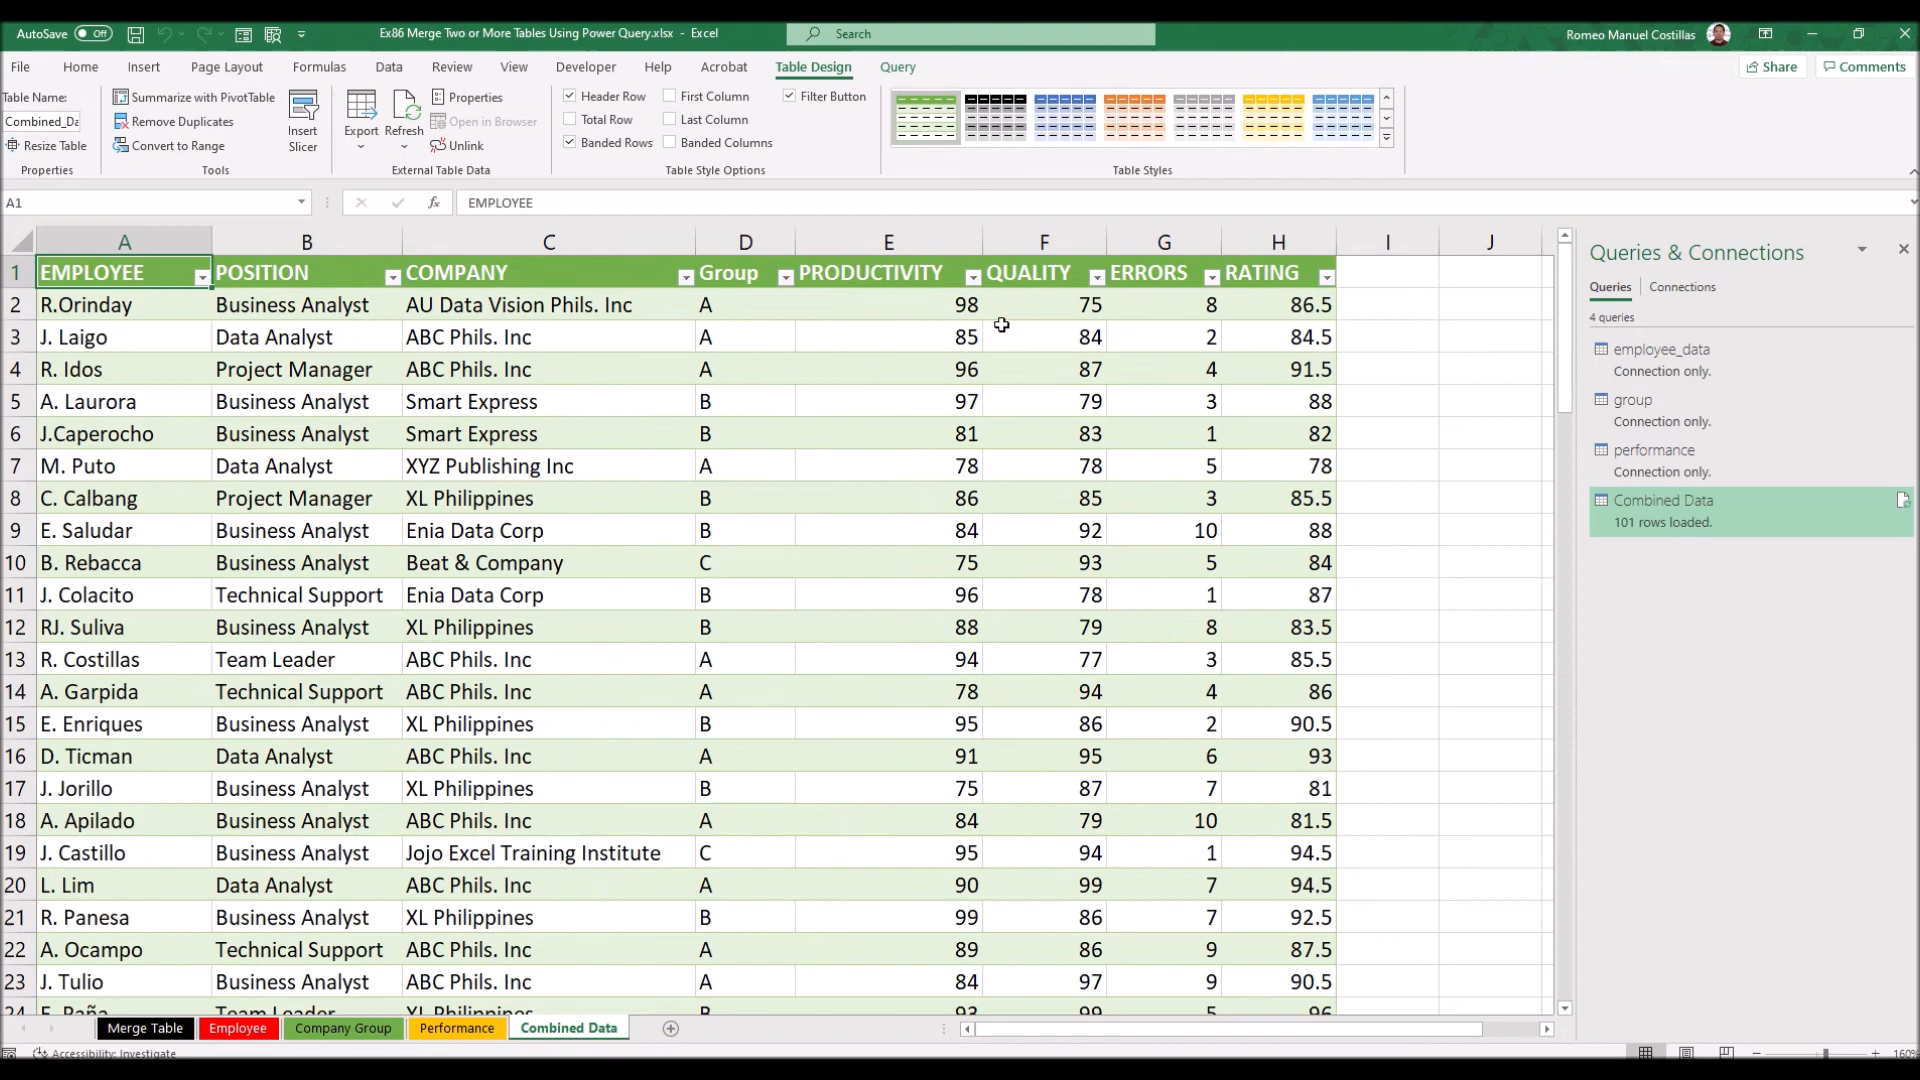 AutoSave Off Ex86 Merge Two or More Tables Using Power Query.xlsx - Excel Search Romeo Manuel Costillas
File Home Insert Page Layout Formulas Data Review View Developer Help Acrobat Table Design Query Share Comments
Table Name:
Combined_Da
Resize Table
Properties
Summarize with PivotTable
Remove Duplicates
Convert to Range
Tools
Insert
Slicer
Export
Refresh
Properties
Open in Browser
Unlink
External Table Data
Header Row First Column Filter Button
Total Row Last Column
Banded Rows Banded Columns
Table Style Options
Table Styles
A1 fx EMPLOYEE
A B C D E F G H I J
1 EMPLOYEE POSITION COMPANY Group PRODUCTIVITY QUALITY ERRORS RATING
2 R.Orinday Business Analyst AU Data Vision Phils. Inc A 98 75 8 86.5
3 J. Laigo Data Analyst ABC Phils. Inc A 85 84 2 84.5
4 R. Idos Project Manager ABC Phils. Inc A 96 87 4 91.5
5 A. Laurora Business Analyst Smart Express B 97 79 3 88
6 J.Caperocho Business Analyst Smart Express B 81 83 1 82
7 M. Puto Data Analyst XYZ Publishing Inc A 78 78 5 78
8 C. Calbang Project Manager XL Philippines B 86 85 3 85.5
9 E. Saludar Business Analyst Enia Data Corp B 84 92 10 88
10 B. Rebacca Business Analyst Beat & Company C 75 93 5 84
11 J. Colacito Technical Support Enia Data Corp B 96 78 1 87
12 RJ. Suliva Business Analyst XL Philippines B 88 79 8 83.5
13 R. Costillas Team Leader ABC Phils. Inc A 94 77 3 85.5
14 A. Garpida Technical Support ABC Phils. Inc A 78 94 4 86
15 E. Enriques Business Analyst XL Philippines B 95 86 2 90.5
16 D. Ticman Data Analyst ABC Phils. Inc A 91 95 6 93
17 J. Jorillo Business Analyst XL Philippines B 75 87 7 81
18 A. Apilado Business Analyst ABC Phils. Inc A 84 79 10 81.5
19 J. Castillo Business Analyst Jojo Excel Training Institute C 95 94 1 94.5
20 L. Lim Data Analyst ABC Phils. Inc A 90 99 7 94.5
21 R. Panesa Business Analyst XL Philippines B 99 86 7 92.5
22 A. Ocampo Technical Support ABC Phils. Inc A 89 86 9 87.5
23 J. Tulio Business Analyst ABC Phils. Inc A 84 97 9 90.5
24 E. Paña Team Leader XL Philippines B 93 99 5 96
Queries & Connections
Queries Connections
4 queries
employee_data
Connection only.
group
Connection only.
performance
Connection only.
Combined Data
101 rows loaded.
Merge Table Employee Company Group Performance Combined Data
Accessibility: Investigate 160%